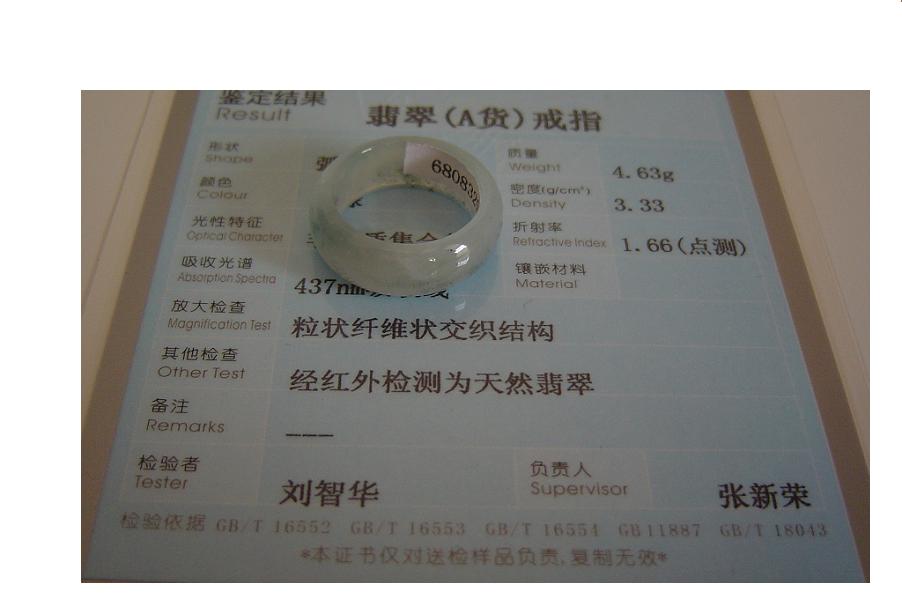 鉴定结果
Result
翡翠(A货)戒指
形状
Shape
弧
质量
Weight
4.63g
680832
颜色
Colour
密度(g/cm³)
Density
3.33
光性特征
Optical Character
质集合
折射率
Refractive Index
1.66(点测)
吸收光谱
Absorption Spectra
437nm
镶嵌材料
Material
放大检查
Magnification Test
粒状纤维状交织结构
其他检查
Other Test
经红外检测为天然翡翠
备注
Remarks
———
检验者
Tester
刘智华
负责人
Supervisor
张新荣
检验依据 GB/T 16552 GB/T 16553 GB/T 16554 GB11887 GB/T 18043
*本证书仅对送检样品负责,复制无效*